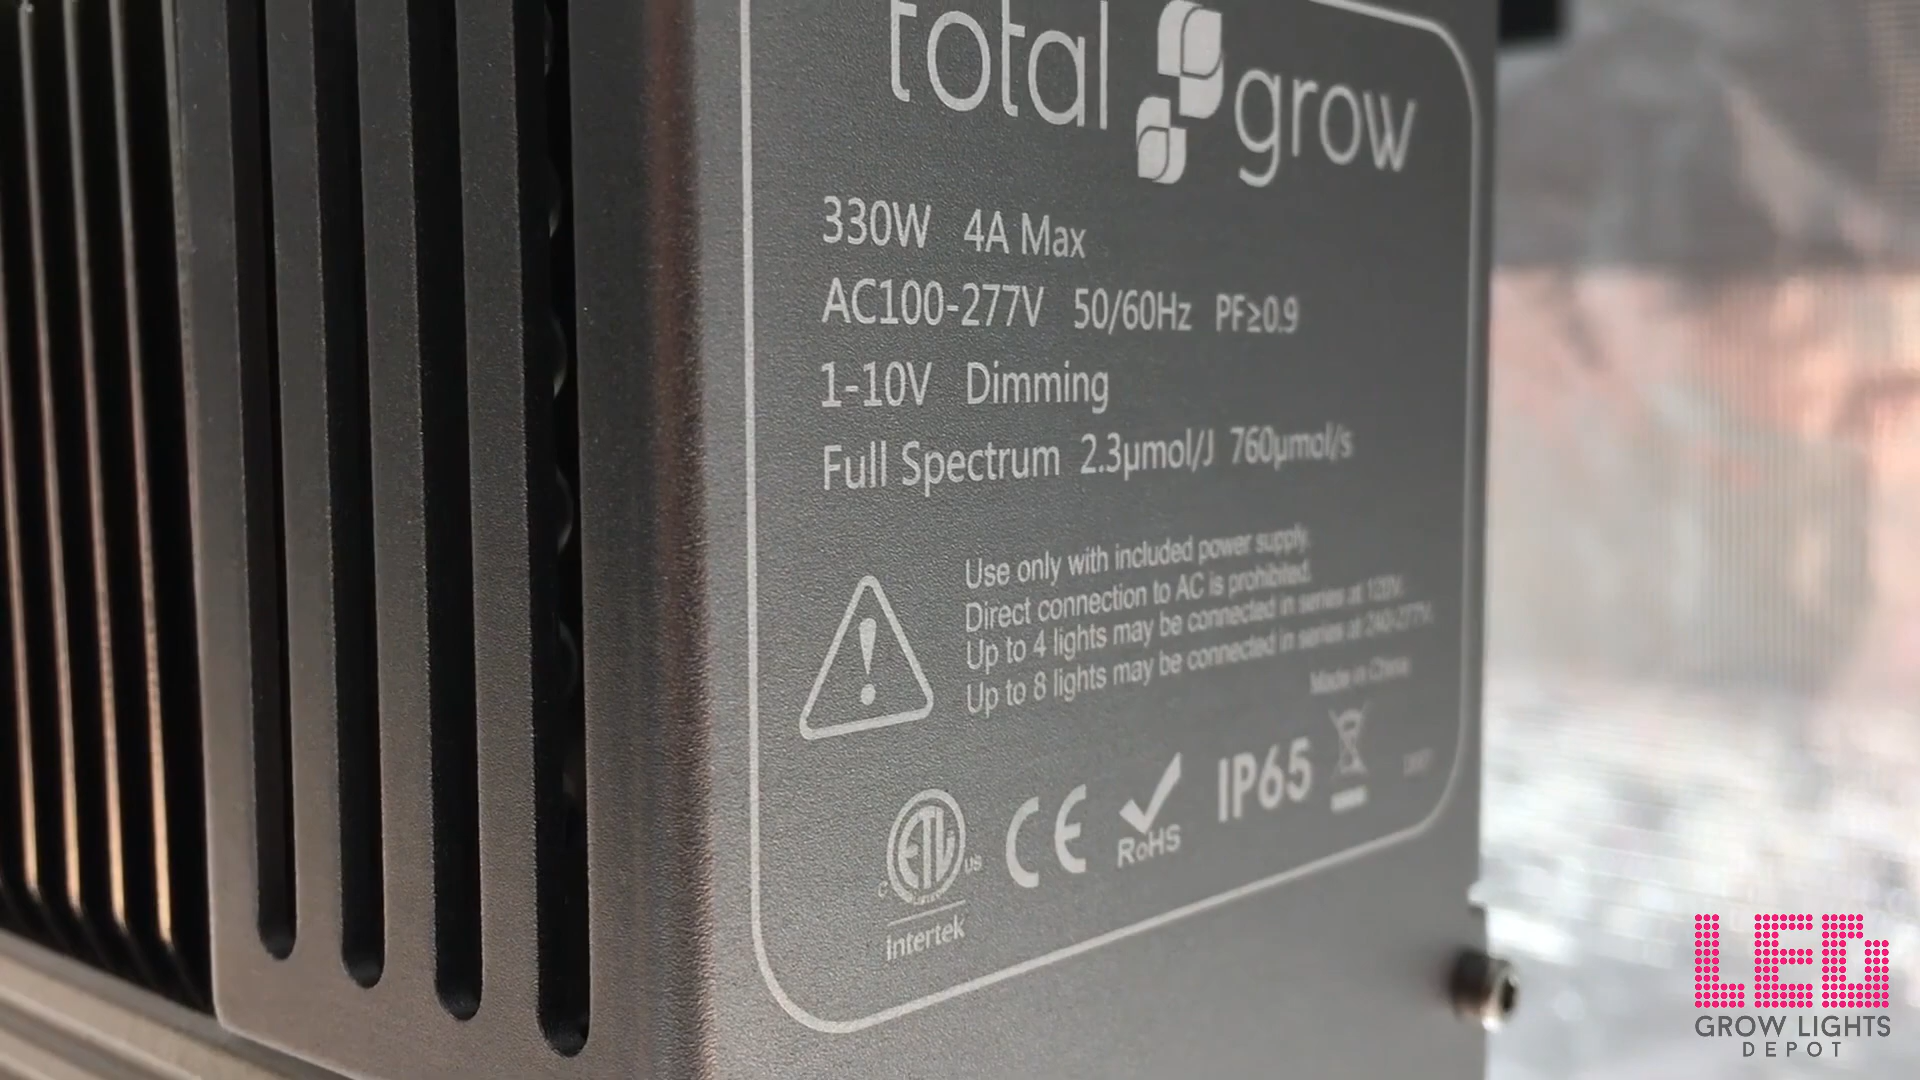 total grow
330W 4A Max
AC100-277V 50/60Hz PF≥0.9
1-10V Dimming
Full Spectrum 2.3µmol/J 760µmol/s
Use only with included power supply.
Direct connection to AC is prohibited.
Up to 4 lights may be connected in series at 120V.
Up to 8 lights may be connected in series at 240-277V.
Made in China
C ETL US CE RoHS IP65
Intertek
LED
GROW LIGHTS
DEPOT